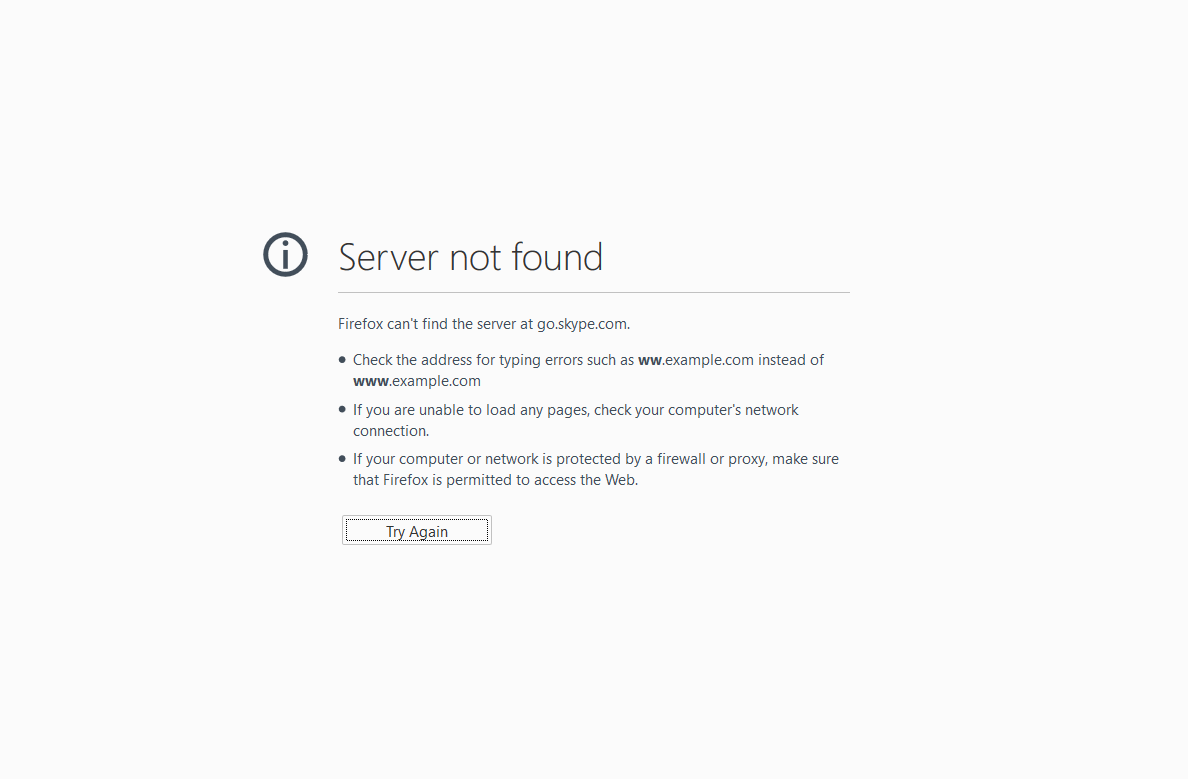 Server not found
Firefox can't find the server at go.skype.com.
Check the address for typing errors such as ww.example.com instead of
www.example.com
If you are unable to load any pages, check your computer's network
connection.
If your computer or network is protected by a firewall or proxy, make sure
that Firefox is permitted to access the Web.
Try Again